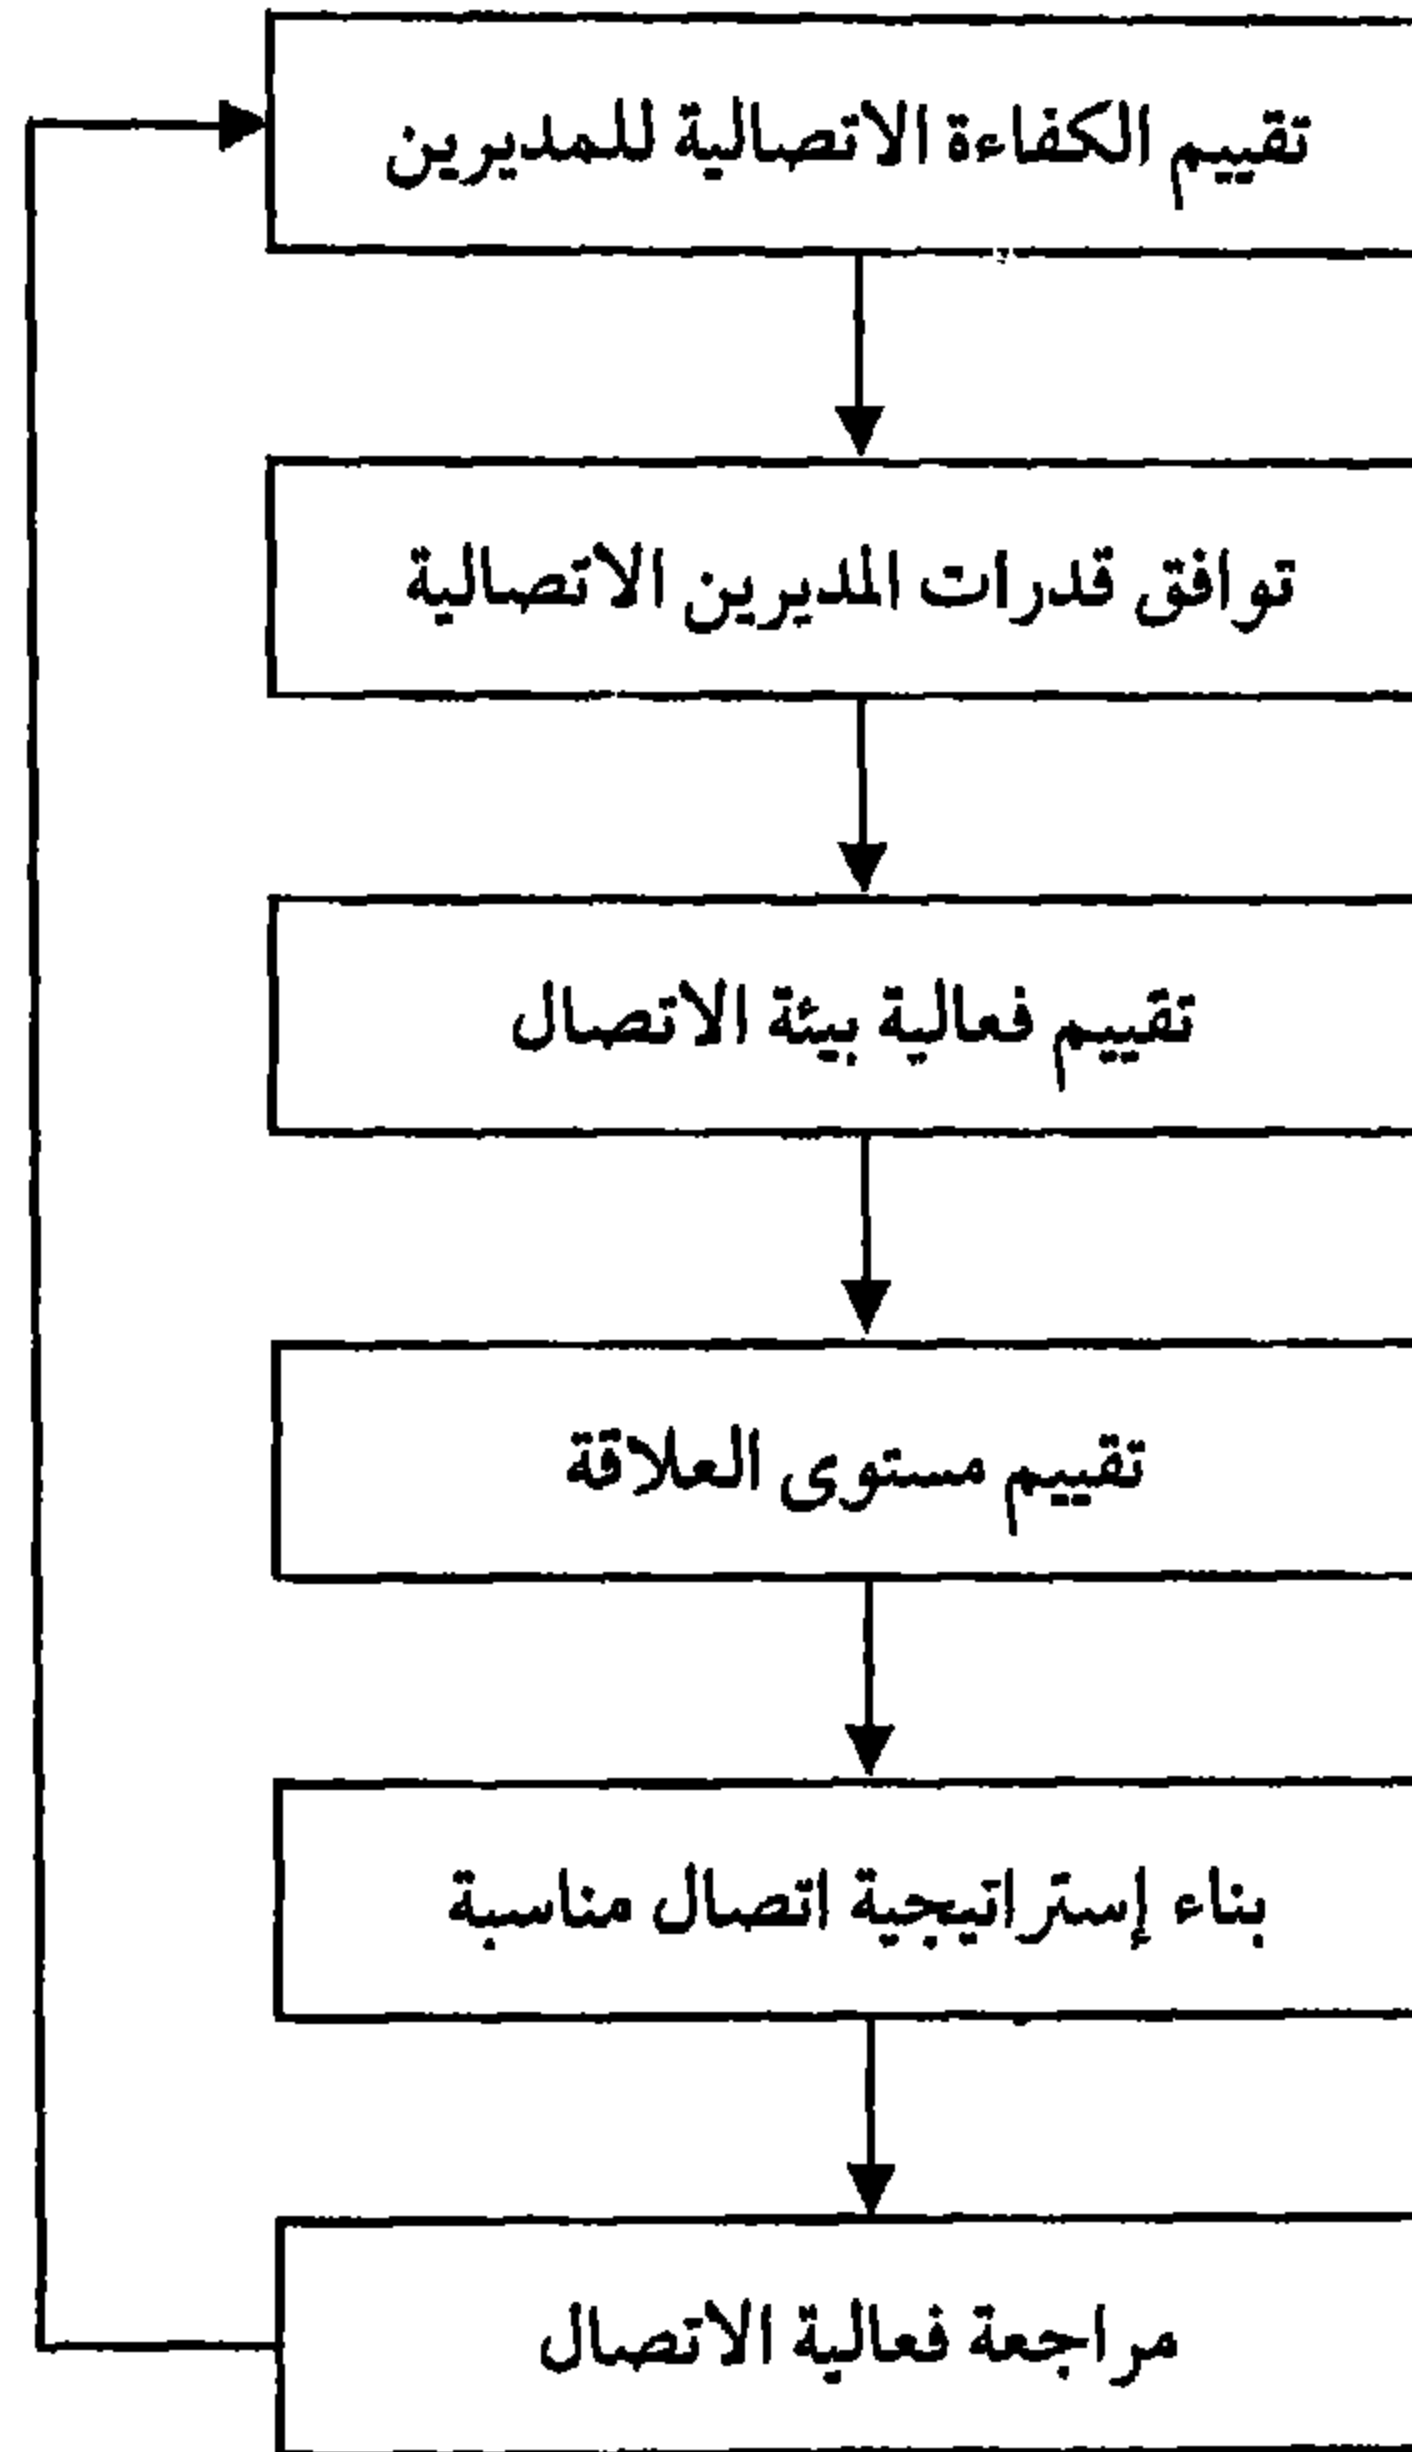 تقييم الكفاءة الاتصالية للمديرين
توافق قدرات المديرين الاتصالية
تقييم فعالية بيئة الاتصال
تقييم مستوى العلاقة
بناء إستراتيجية اتصال مناسبة
مراجعة فعالية الاتصال